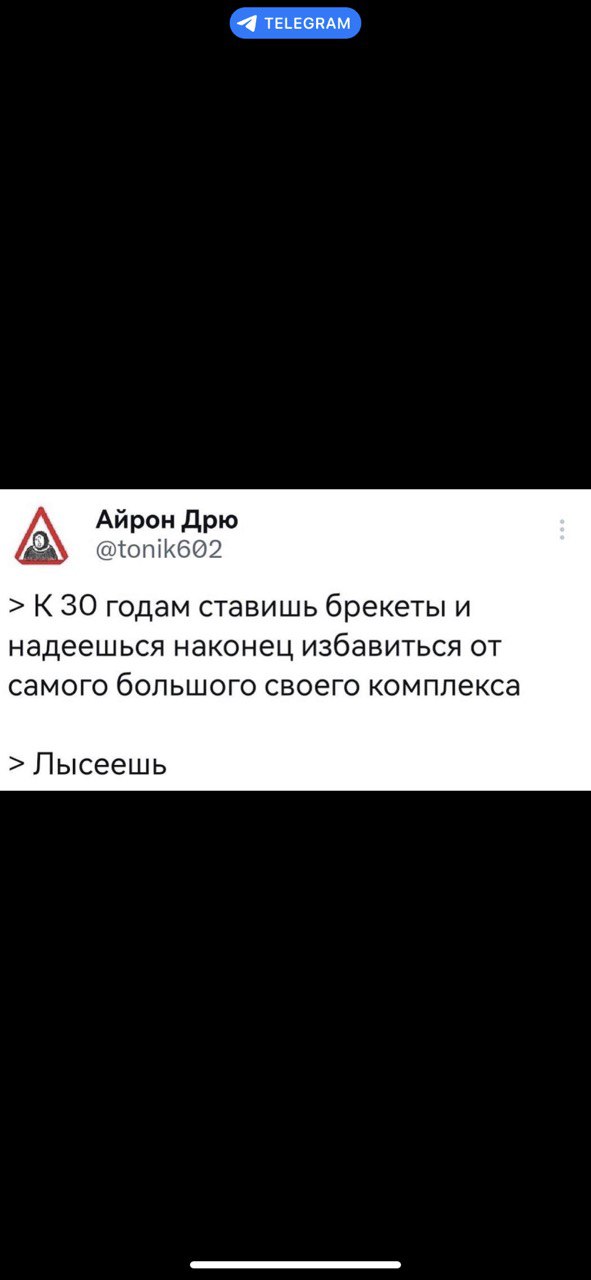 TELEGRAM
Айрон Дрю
@tonik602
> К 30 годам ставишь брекеты и
надеешься наконец избавиться от
самого большого своего комплекса
> Лысеешь